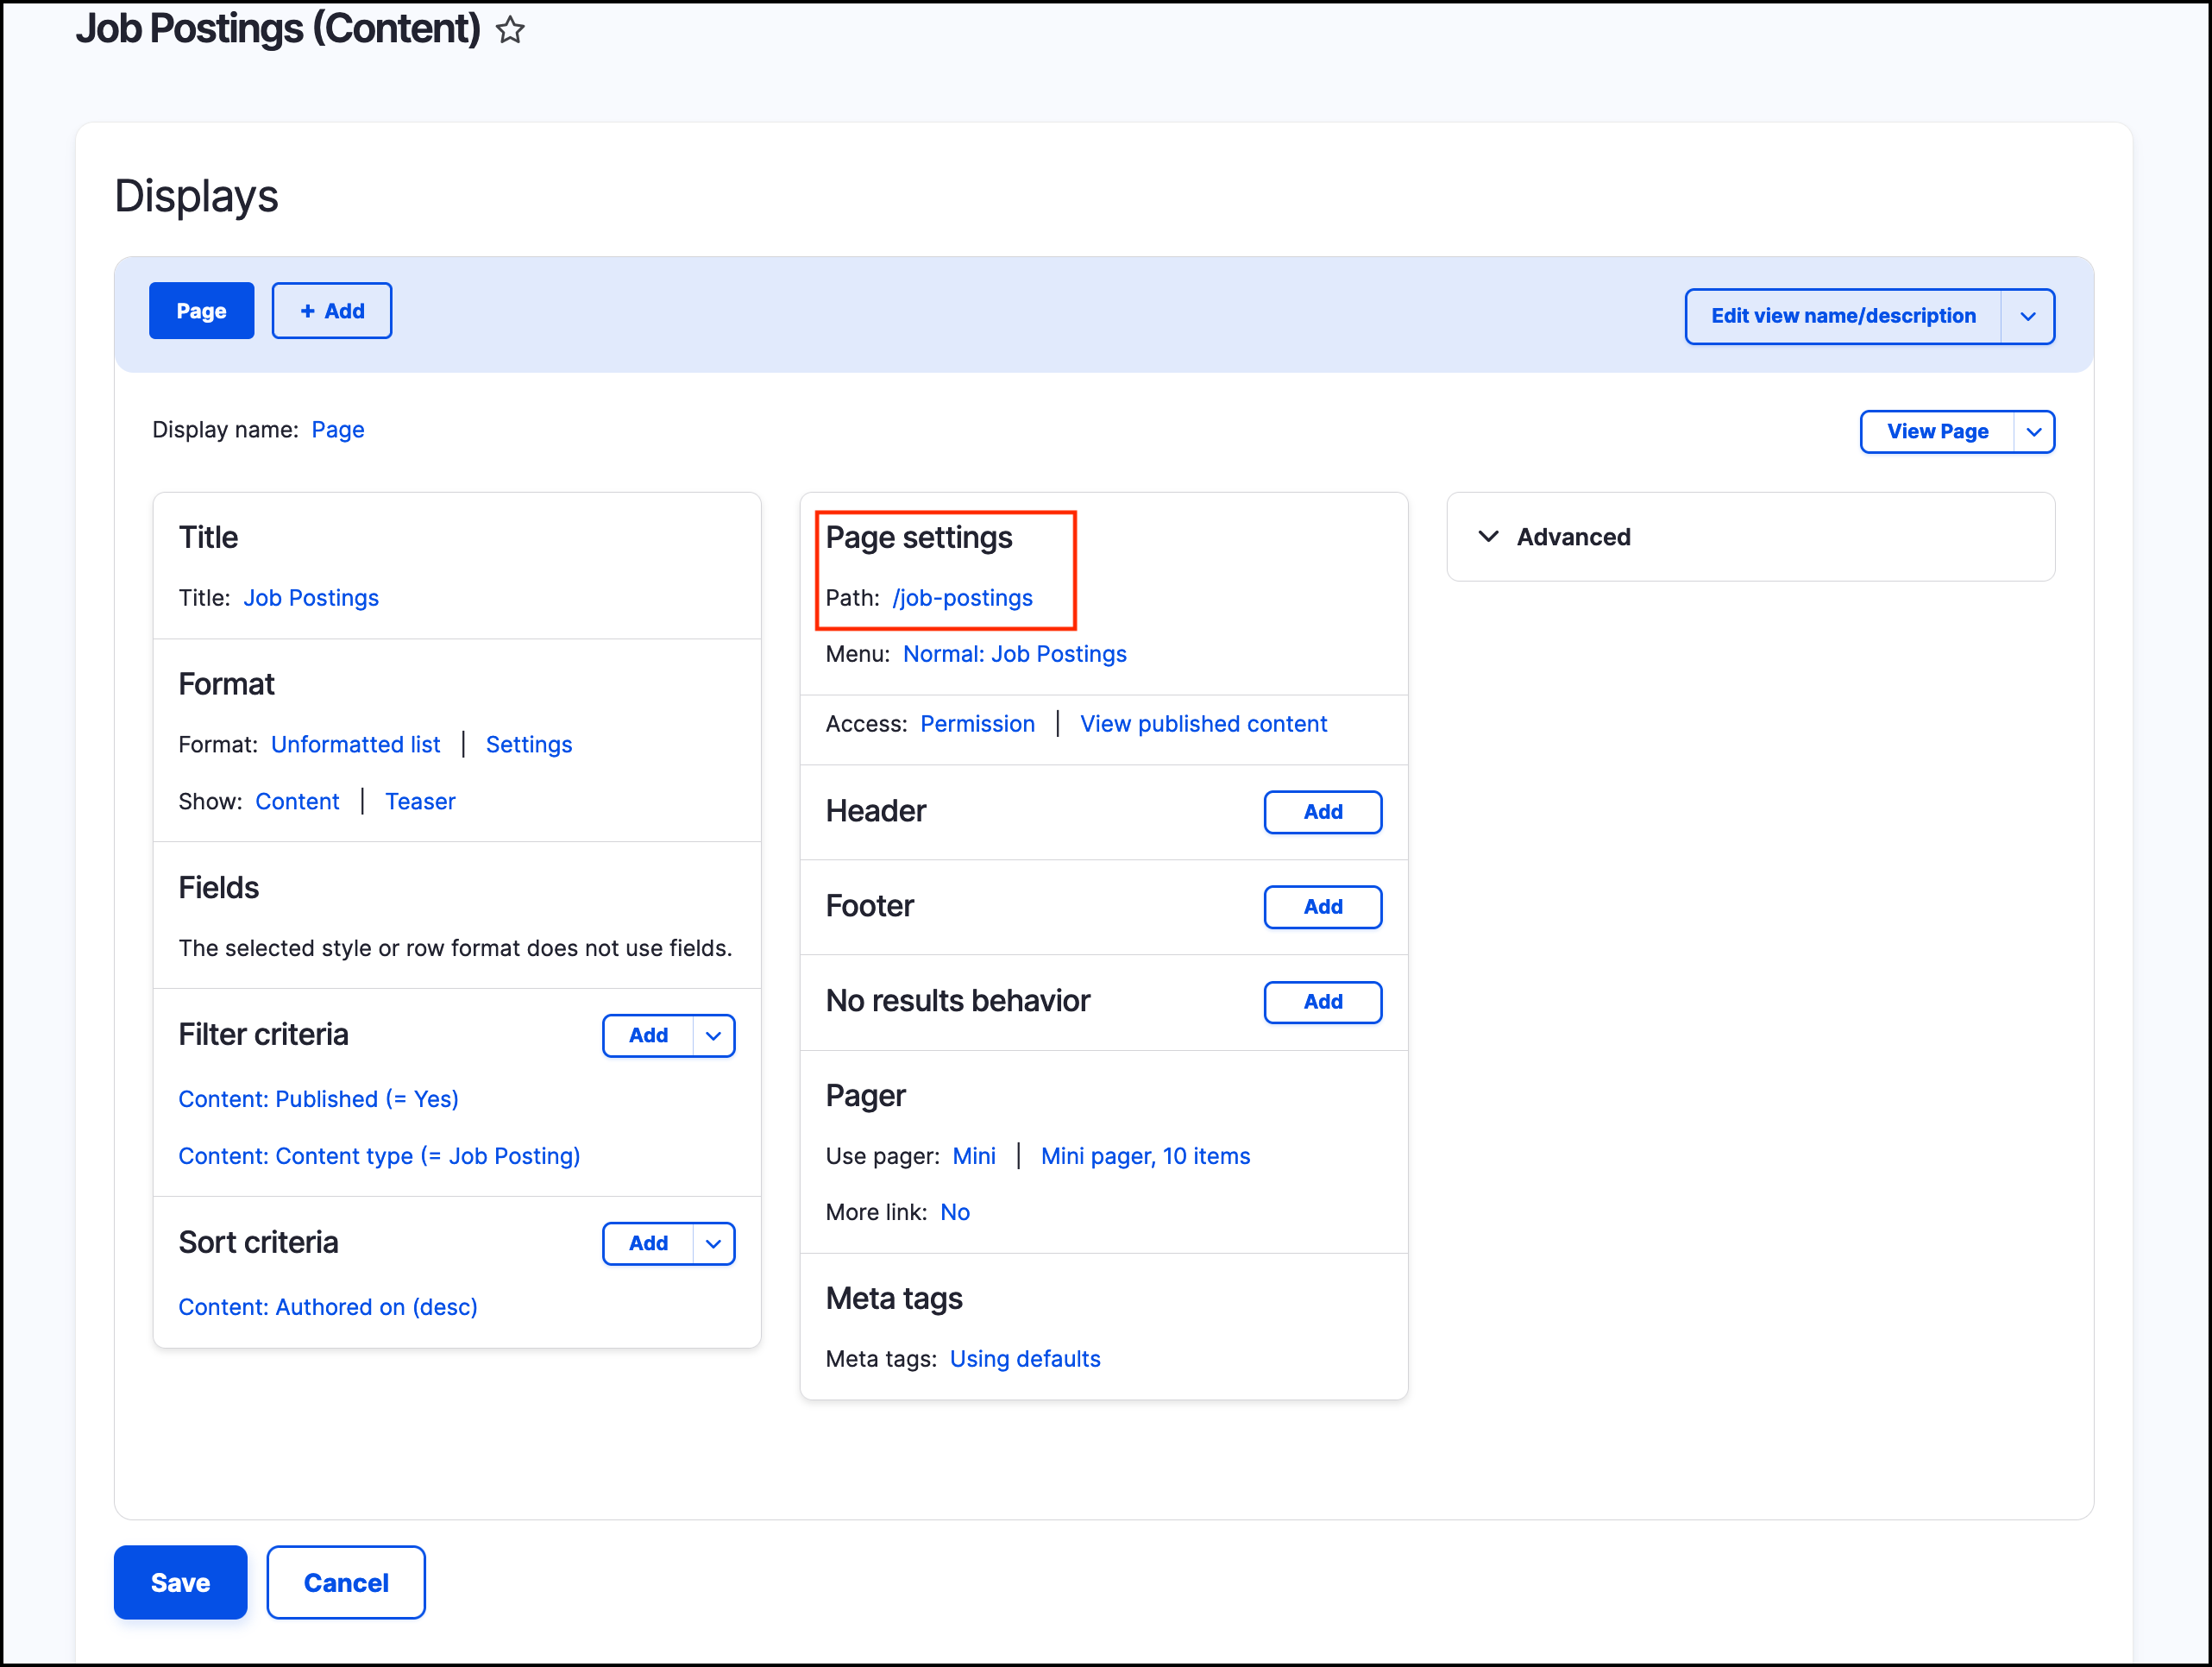 Job Postings (Content)
Displays
Page
+ Add
Edit view name/description
Display name: Page
View Page
Title
Title: Job Postings
Format
Format: Unformatted list | Settings
Show: Content | Teaser
Fields
The selected style or row format does not use fields.
Filter criteria
Add
Content: Published (= Yes)
Content: Content type (= Job Posting)
Sort criteria
Add
Content: Authored on (desc)
Page settings
Path: /job-postings
Menu: Normal: Job Postings
Access: Permission | View published content
Header
Add
Footer
Add
No results behavior
Add
Pager
Use pager: Mini | Mini pager, 10 items
More link: No
Meta tags
Meta tags: Using defaults
Advanced
Save
Cancel